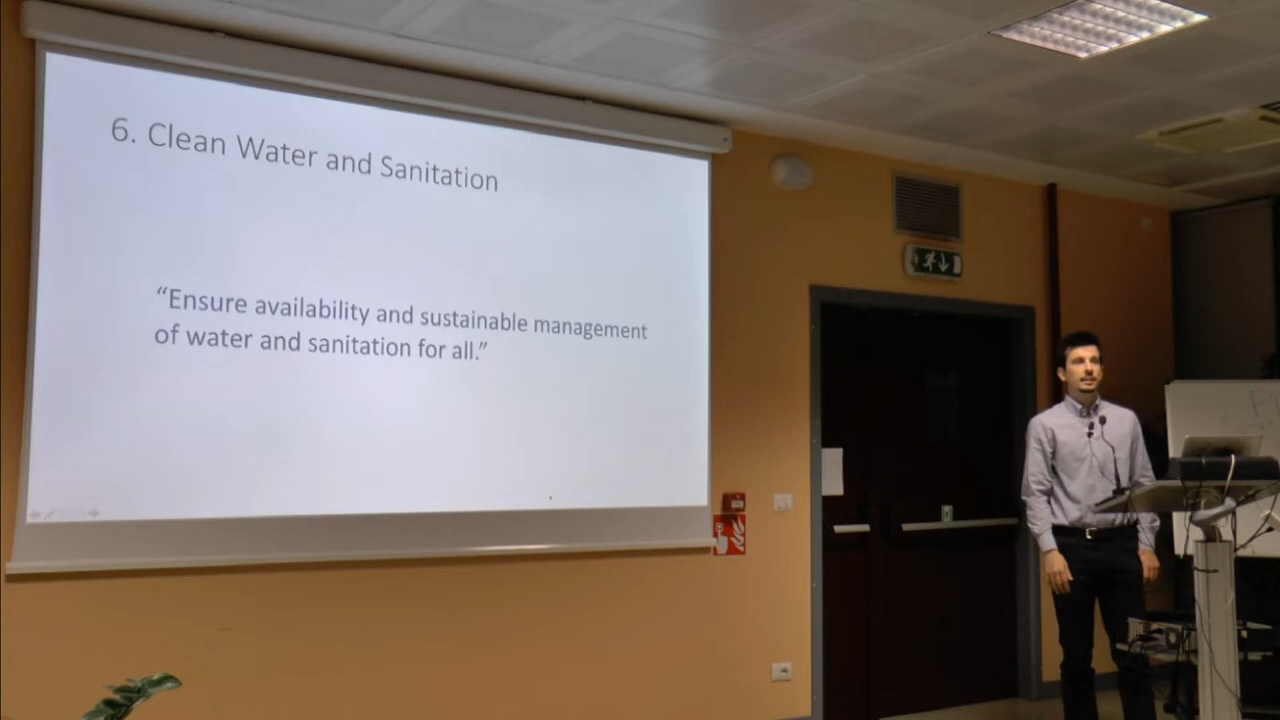 6. Clean Water and Sanitation
“Ensure availability and sustainable management
of water and sanitation for all.”